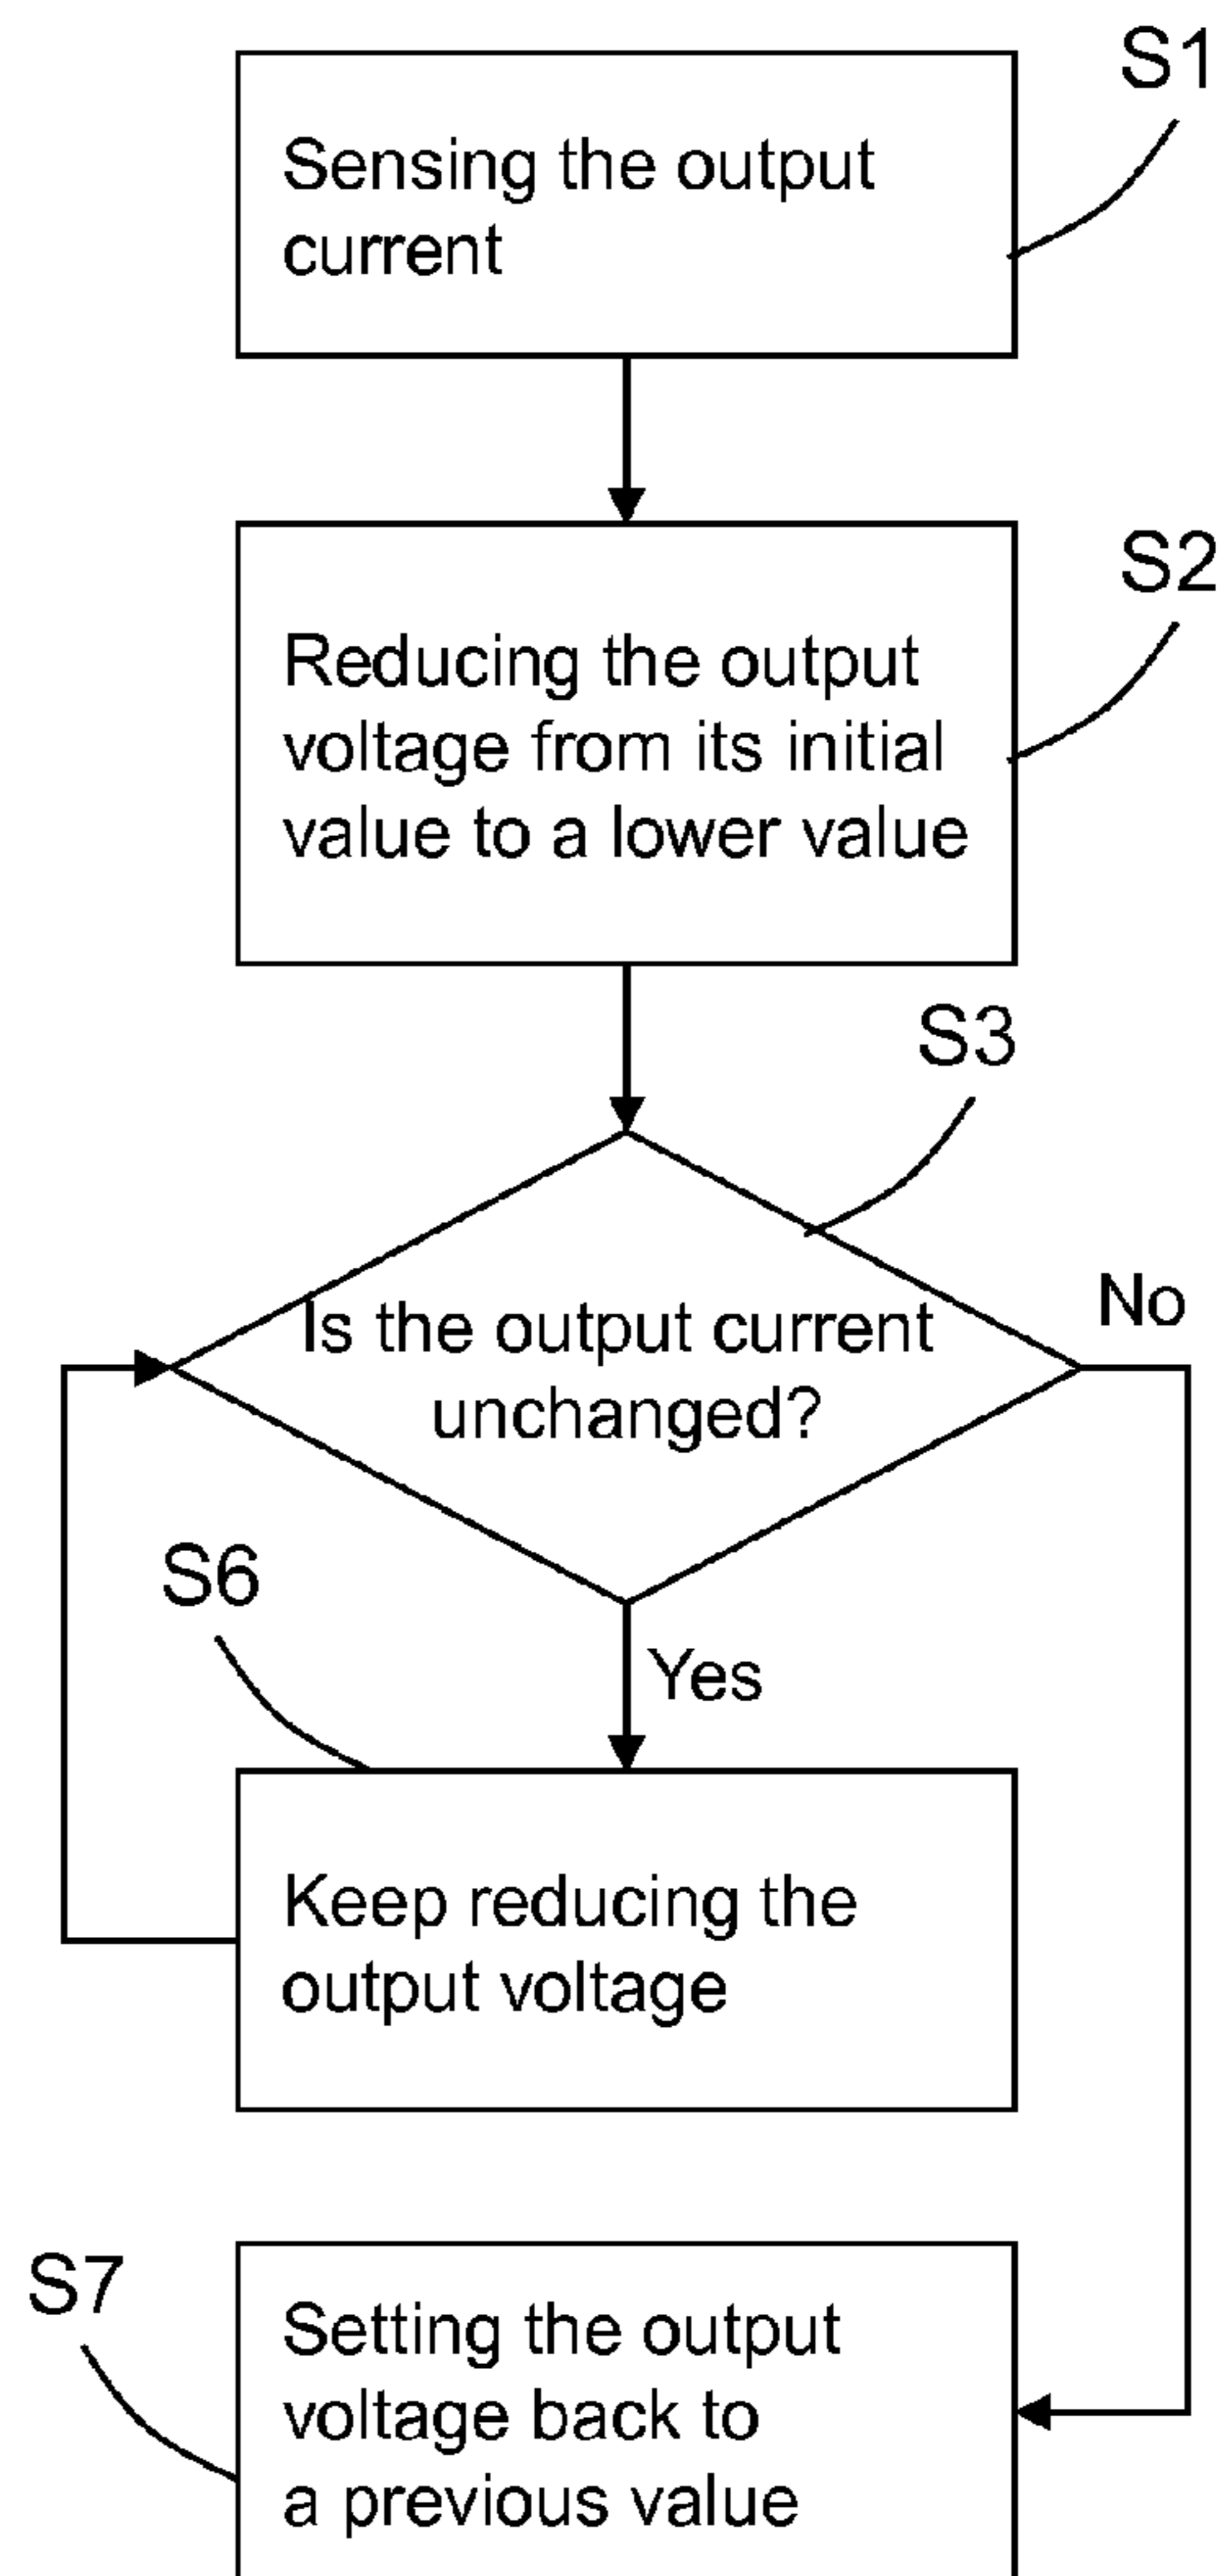 S1
Sensing the output
current
S2
Reducing the output
voltage from its initial
value to a lower value
S3
No
Is the output current
unchanged?
S6
Yes
Keep reducing the
output voltage
S7
Setting the output
voltage back to
a previous value